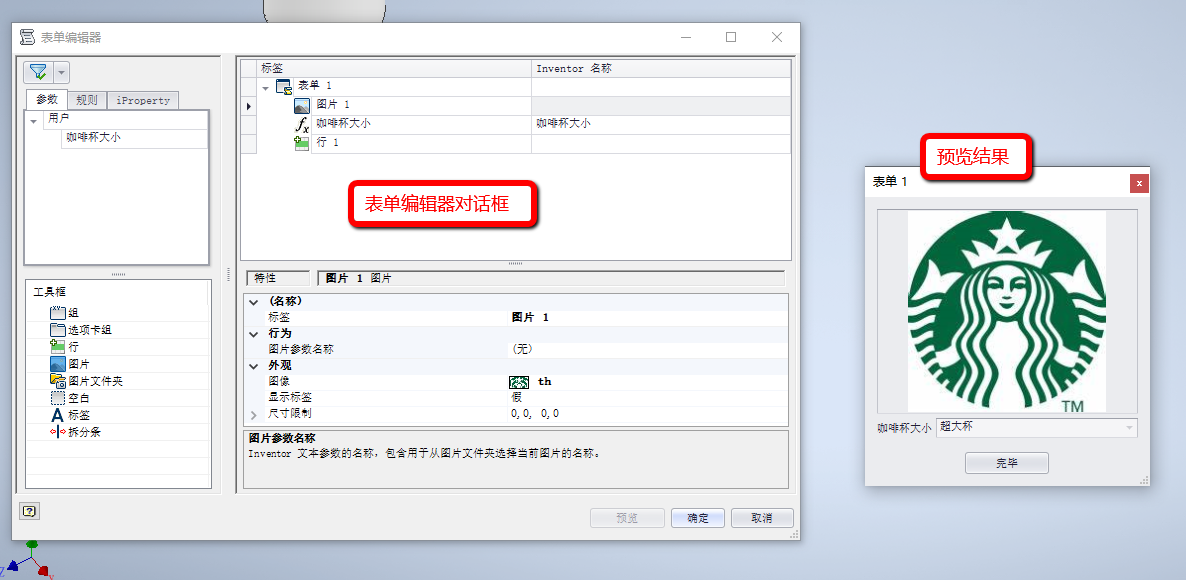 表单编辑器
参数 规则 iProperty
用户
咖啡杯大小
工具框
组
选项卡组
行
图片
图片文件夹
空白
标签
拆分条
标签 Inventor 名称
表单 1
图片 1
咖啡杯大小 咖啡杯大小
行 1
表单编辑器对话框
特性 图片 1 图片
(名称)
标签 图片 1
行为
图片参数名称 (无)
外观
图像 th
显示标签 假
尺寸限制 0,0, 0,0
图片参数名称
Inventor 文本参数的名称，包含用于从图片文件夹选择当前图片的名称。
预览 确定 取消
预览结果
表单 1
TM
咖啡杯大小 超大杯
完毕
Z
y